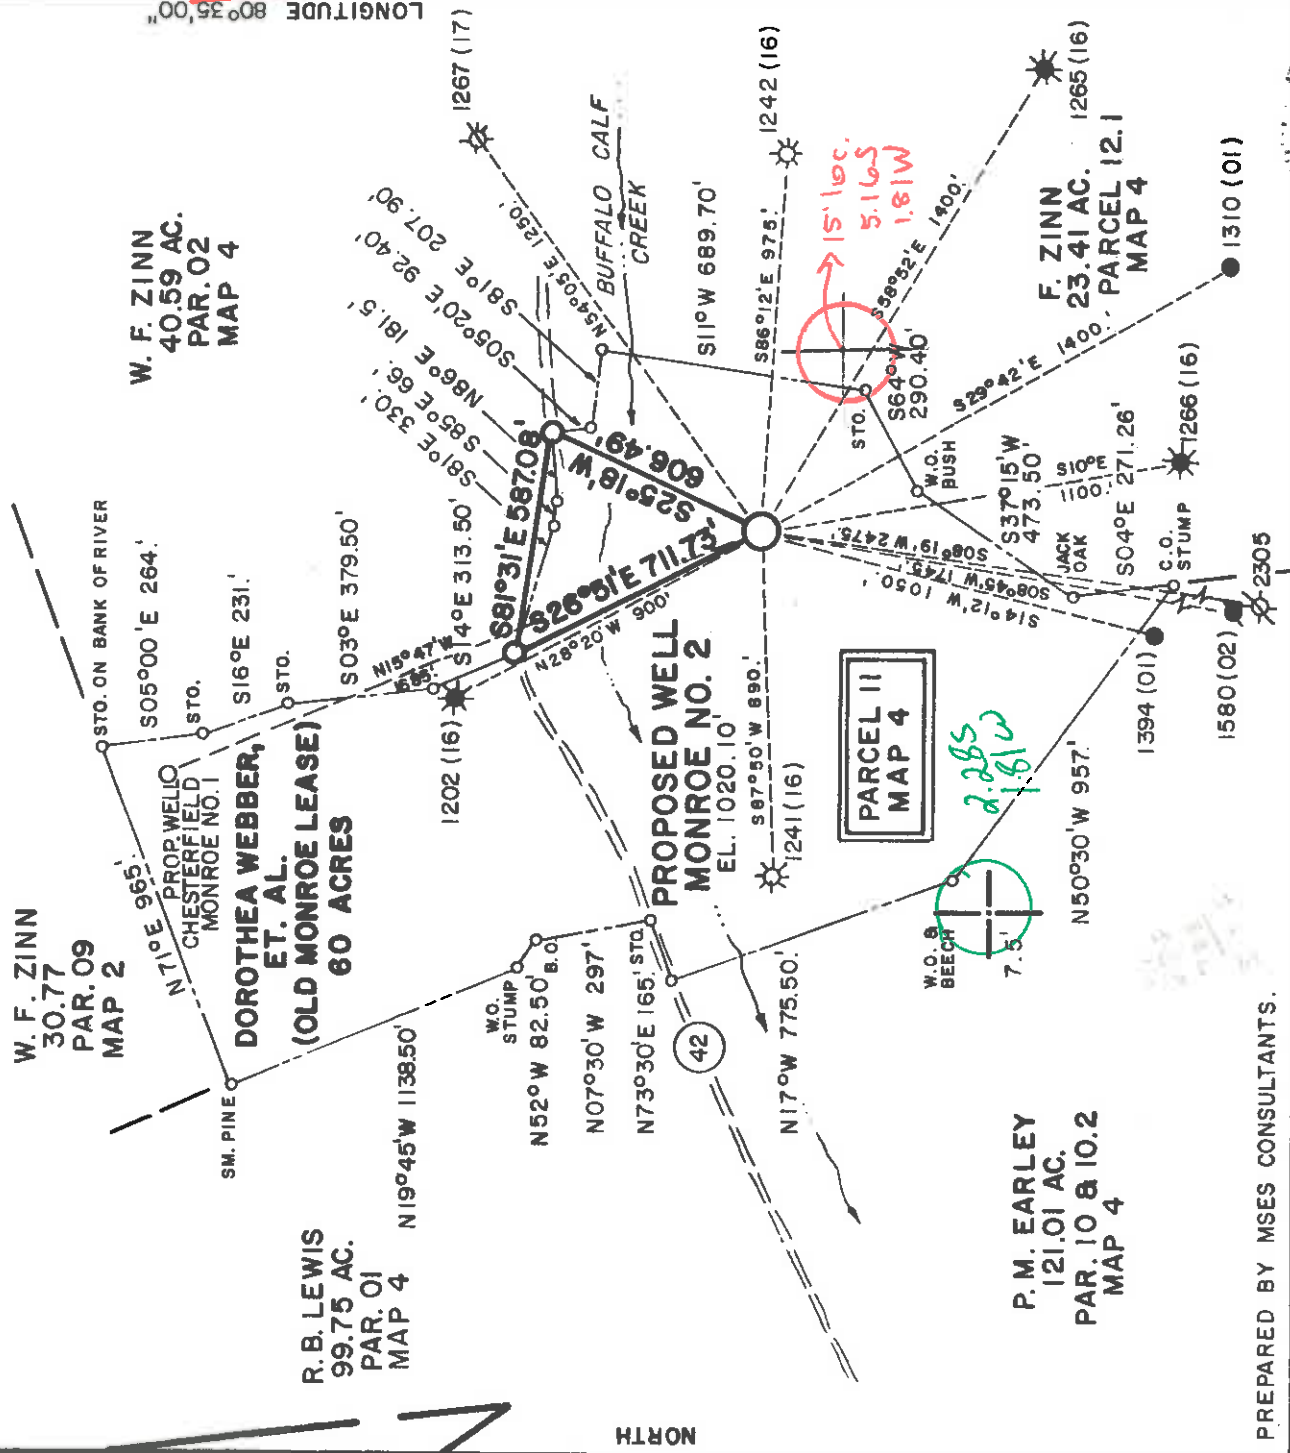 LONGITUDE 80°35'00"
W. F. ZINN
40.59 AC.
PAR. 02
MAP 4
1267 (17)
1242 (16)
1265 (16)
BUFFALO CALF
CREEK
S81°E 207.90'
S05°20'E 92.40'
N86°E 181.5'
S85°E 66.'
S81°E 330.'
N54°05'E 1250.'
S11°W 689.70'
S86°12'E 975.'
15' loc.
5.16S
1.81W
S58°52'E 1400.'
F. ZINN
23.41 AC.
PARCEL 12.1
MAP 4
1310 (01)
S29°42'E 1400.'
STO.
S64°W
290.40'
W.O.
BUSH
1266 (16)
S10°E
1100.'
S37°15'W
473.50'
JACK
OAK
S04°E 271.26'
C.O.
STUMP
2305
S08°19'W 2475.'
S08°45'W 1745.'
S14°12'W 1050.'
1394 (01)
1580 (02)
S81°31'E 587.08'
S25°18'W
606.49'
S26°51'E 711.73'
N28°20'W 900'
N15°47'W
1685.'
STO. ON BANK OF RIVER
S05°00'E 264.'
STO.
S16°E 231.'
STO.
S03°E 379.50'
S14°E 313.50'
1202 (16)
PROP. WELL
CHESTERFIELD
MONROE NO. 1
DOROTHEA WEBBER,
ET. AL.
(OLD MONROE LEASE)
60 ACRES
PROPOSED WELL
MONROE NO. 2
EL. 1020.10'
S87°50'W 890.'
1241 (16)
PARCEL 11
MAP 4
2.28S
1.81W
N50°30'W 957.'
W.O. &
BEECH
7.5'
W. F. ZINN
30.77
PAR. 09
MAP 2
N71°E 965.'
SM. PINE
N19°45'W 1138.50'
W.O.
STUMP
N52°W 82.50'
B.O.
N07°30'W 297'
N73°30'E 165.'
STO.
42
N17°W 775.50.'
R. B. LEWIS
99.75 AC.
PAR. 01
MAP 4
P. M. EARLEY
121.01 AC.
PAR. 10 & 10.2
MAP 4
NORTH
PREPARED BY MSES CONSULTANTS.